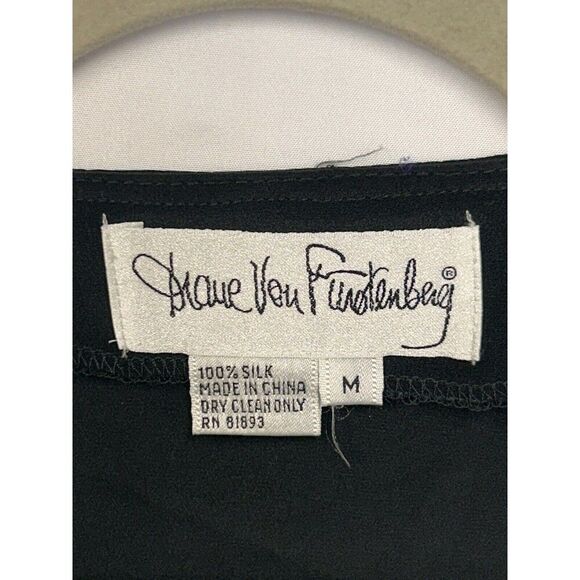 Diane Von Furstenberg®
100% SILK
MADE IN CHINA
DRY CLEAN ONLY
RN 81893
M